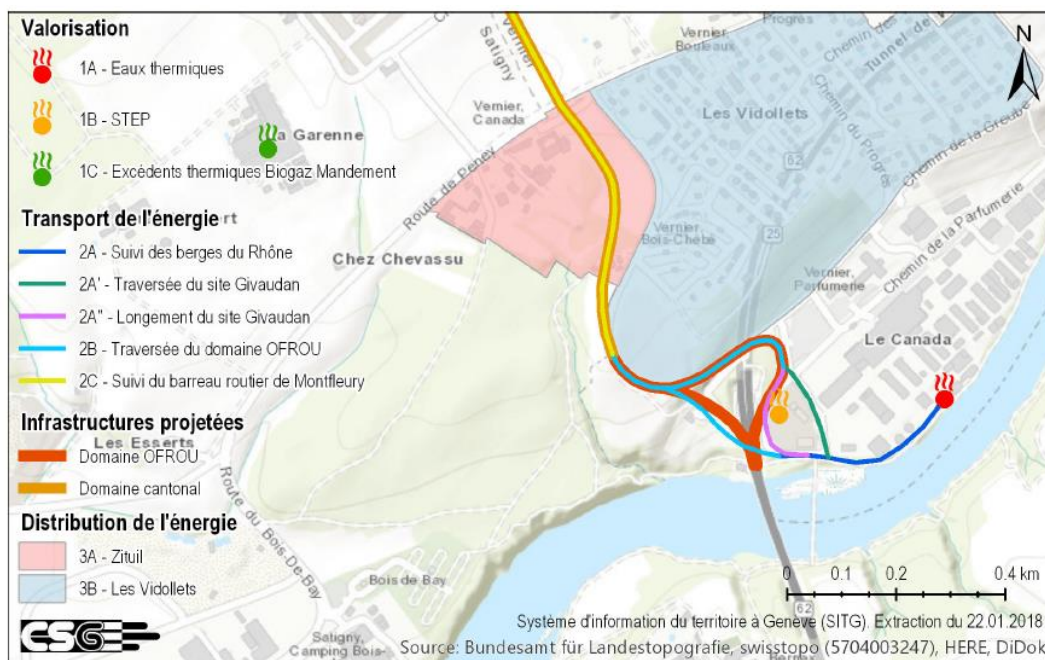 Valorisation
1A - Eaux thermiques
1B - STEP
1C - Excédents thermiques Biogaz Mandement
Transport de l'énergie
2A - Suivi des berges du Rhône
2A' - Traversée du site Givaudan
2A" - Longement du site Givaudan
2B - Traversée du domaine OFROU
2C - Suivi du barreau routier de Montfleury
Infrastructures projetées
Domaine OFROU
Domaine cantonal
Distribution de l'énergie
3A - Zituil
3B - Les Vidollets
CSGE
N
Vernier
Satigny
Vernier,
Bouleaux
Progrès
Tunnel de
Vernier,
Canada
Les Vidollets
Chemin du Progrès
62
Chemin de la Greube
Garenne
Route de Peney
Chez Chevassu
Vernier
Bois-Chébé
25
Vernier,
Parfumerie
Chemin de la Parfumerie
Le Canada
Les Esserts
Route du Bois-De-Bay
Bois de Bay
Satigny,
Camping Bois-
62
0 0.1 0.2 0.4 km
Système d'information du territoire à Genève (SITG). Extraction du 22.01.2018
Source: Bundesamt für Landestopografie, swisstopo (5704003247), HERE, DiDok